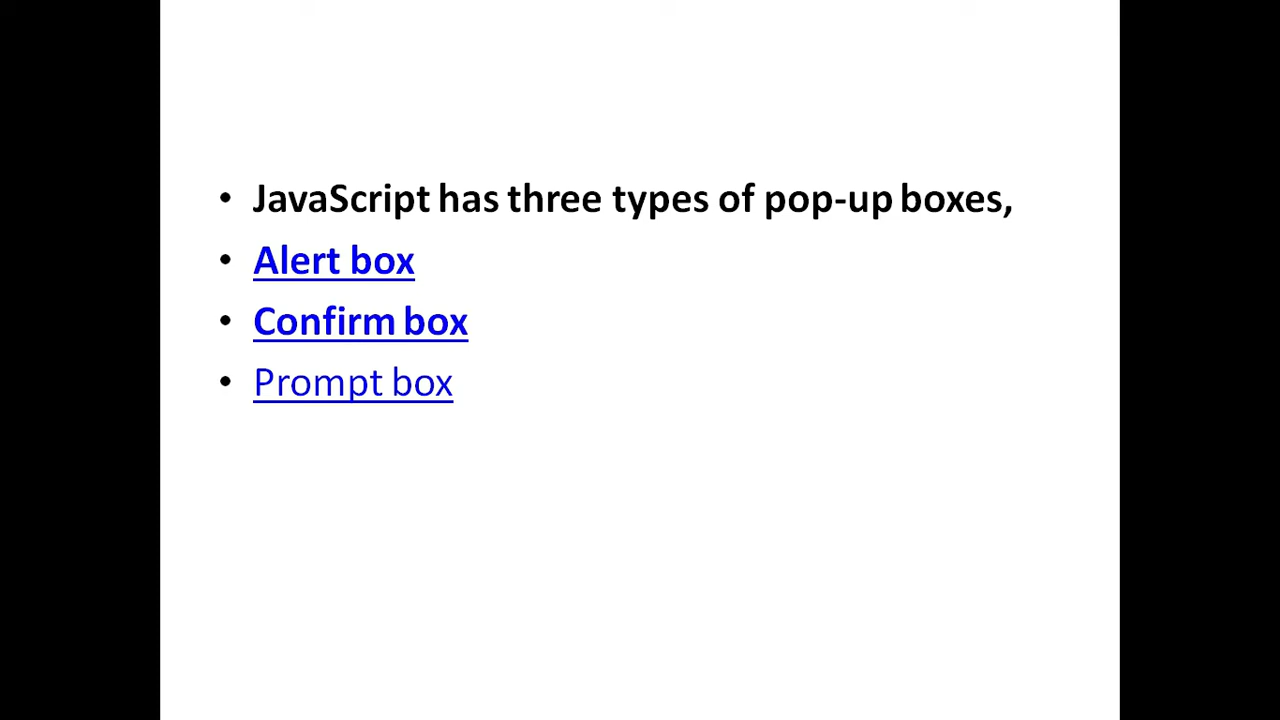 • JavaScript has three types of pop-up boxes,
• Alert box
• Confirm box
• Prompt box